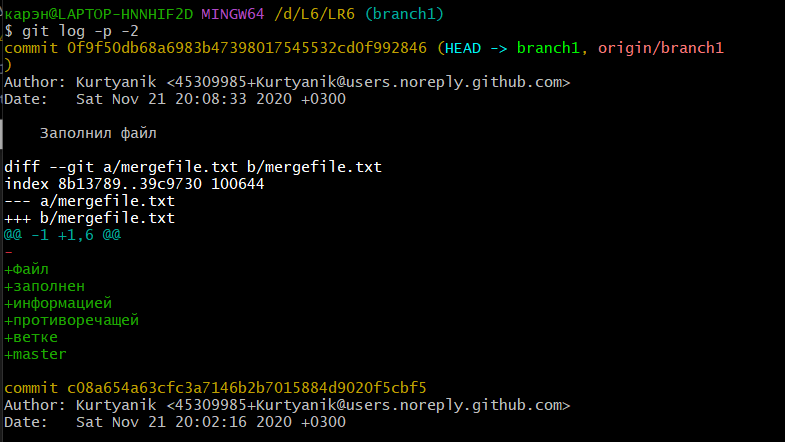 карэн@LAPTOP-HNNHIF2D MINGW64 /d/L6/LR6 (branch1)
$ git log -p -2
commit 0f9f50db68a6983b47398017545532cd0f992846 (HEAD -> branch1, origin/branch1
)
Author: Kurtyanik <45309985+Kurtyanik@users.noreply.github.com>
Date:   Sat Nov 21 20:08:33 2020 +0300
    Заполнил файл
diff --git a/mergefile.txt b/mergefile.txt
index 8b13789..39c9730 100644
--- a/mergefile.txt
+++ b/mergefile.txt
@@ -1 +1,6 @@
-
+Файл
+заполнен
+информацией
+противоречащей
+ветке
+master
commit c08a654a63cfc3a7146b2b7015884d9020f5cbf5
Author: Kurtyanik <45309985+Kurtyanik@users.noreply.github.com>
Date:   Sat Nov 21 20:02:16 2020 +0300